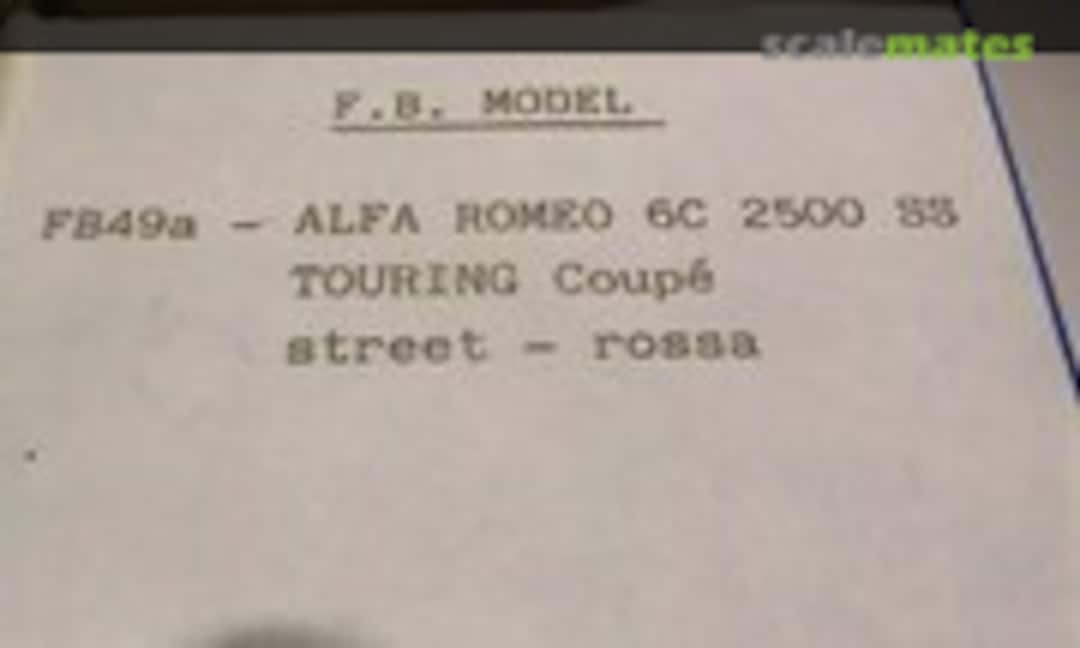 scalemates
F.B. MODEL
FB49a - ALFA ROMEO 6C 2500 SS
TOURING Coupé
street - rossa